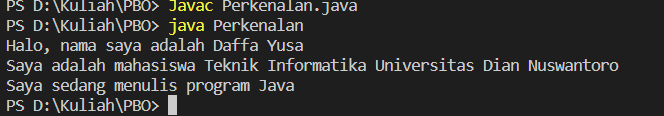 PS D:\Kuliah\PBO> Javac Perkenalan.java
PS D:\Kuliah\PBO> java Perkenalan
Halo, nama saya adalah Daffa Yusa
Saya adalah mahasiswa Teknik Informatika Universitas Dian Nuswantoro
Saya sedang menulis program Java
PS D:\Kuliah\PBO>